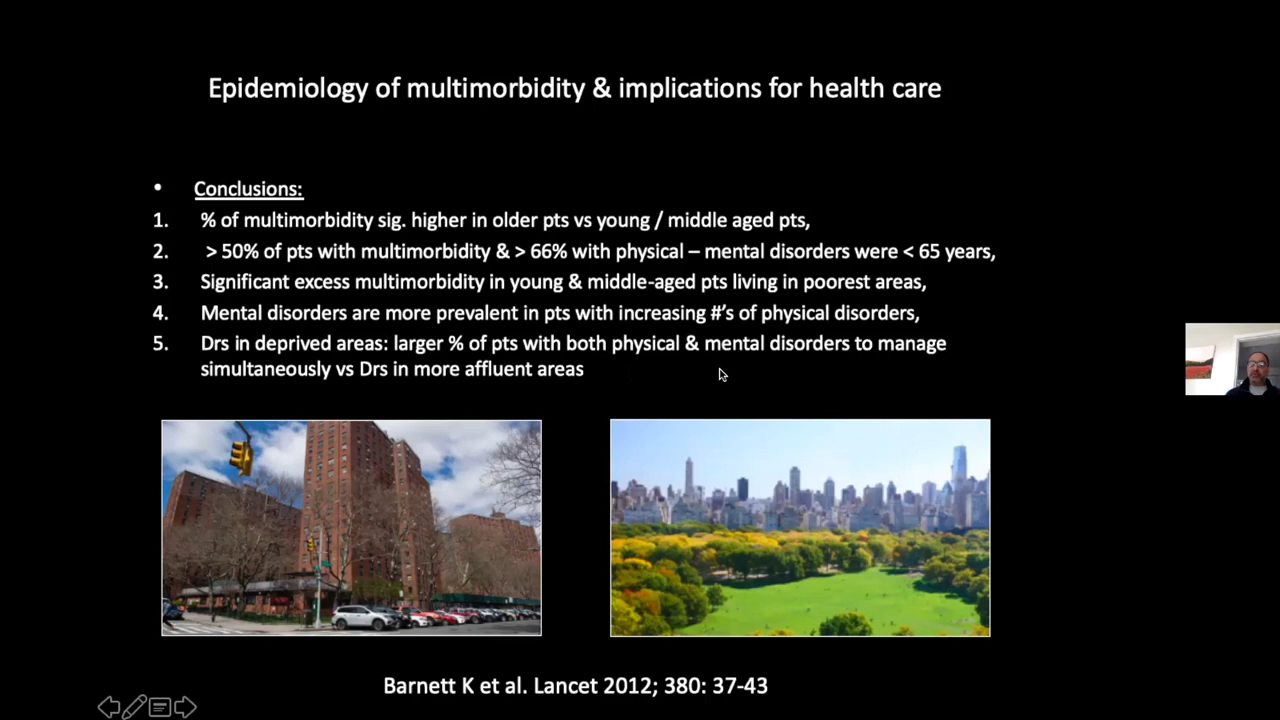 Epidemiology of multimorbidity & implications for health care
• Conclusions:
1. % of multimorbidity sig. higher in older pts vs young / middle aged pts,
2. > 50% of pts with multimorbidity & > 66% with physical – mental disorders were < 65 years,
3. Significant excess multimorbidity in young & middle-aged pts living in poorest areas,
4. Mental disorders are more prevalent in pts with increasing #'s of physical disorders,
5. Drs in deprived areas: larger % of pts with both physical & mental disorders to manage
simultaneously vs Drs in more affluent areas
Barnett K et al. Lancet 2012; 380: 37-43